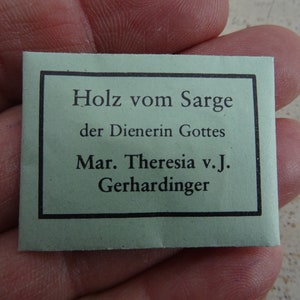 Holz vom Sarge
der Dienerin Gottes
Mar. Theresia v. J.
Gerhardinger